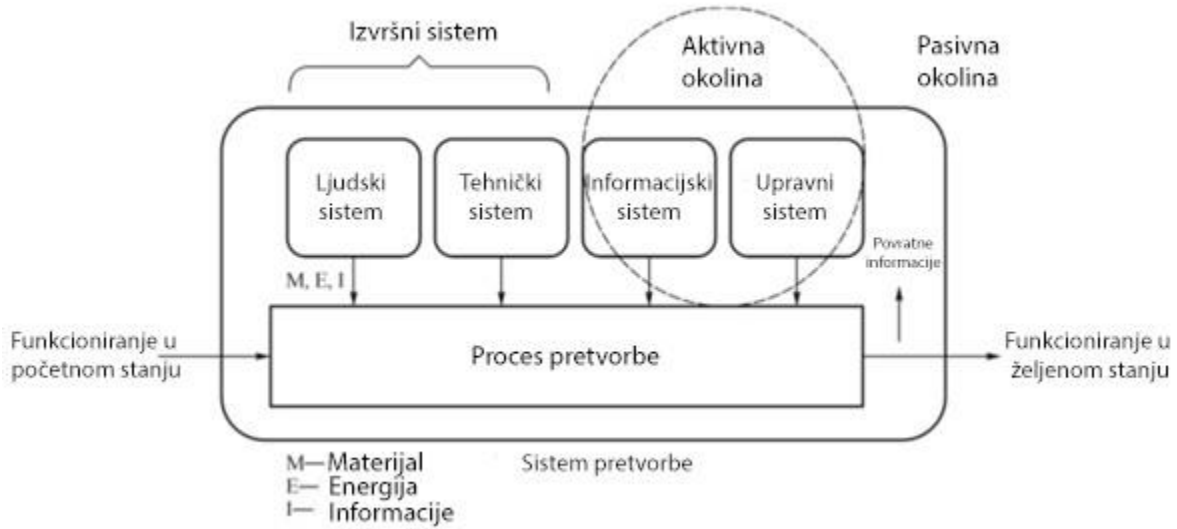 Izvršni sistem
Aktivna
okolina
Pasivna
okolina
Ljudski
sistem
Tehnički
sistem
Informacijski
sistem
Upravni
sistem
Povratne
informacije
M, E, I
Funkcioniranje u
početnom stanju
Proces pretvorbe
Funkcioniranje u
željenom stanju
M— Materijal
E— Energija
I— Informacije
Sistem pretvorbe